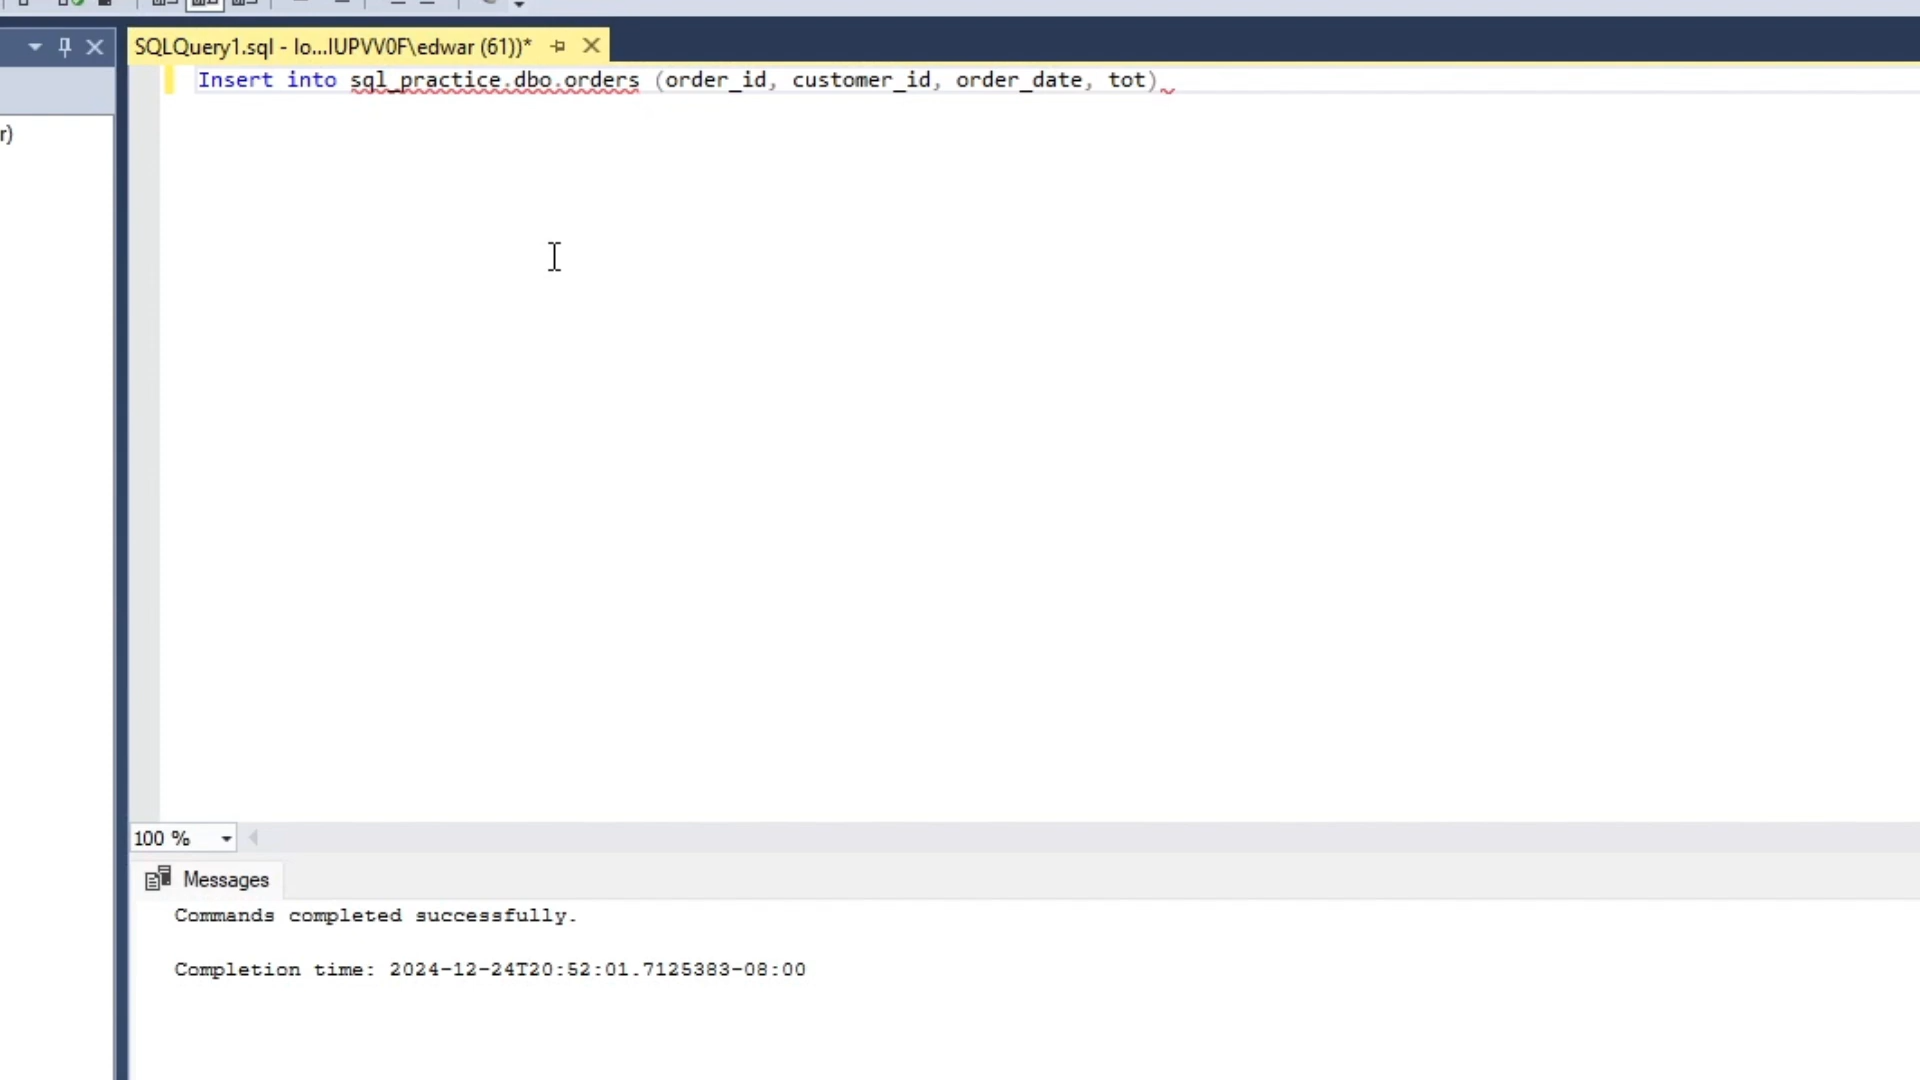 SQLQuery1.sql - lo...IUPVV0F\edwar (61))*
Insert into sql_practice.dbo.orders (order_id, customer_id, order_date, tot)
r)
100 %
Messages
Commands completed successfully.
Completion time: 2024-12-24T20:52:01.7125383-08:00